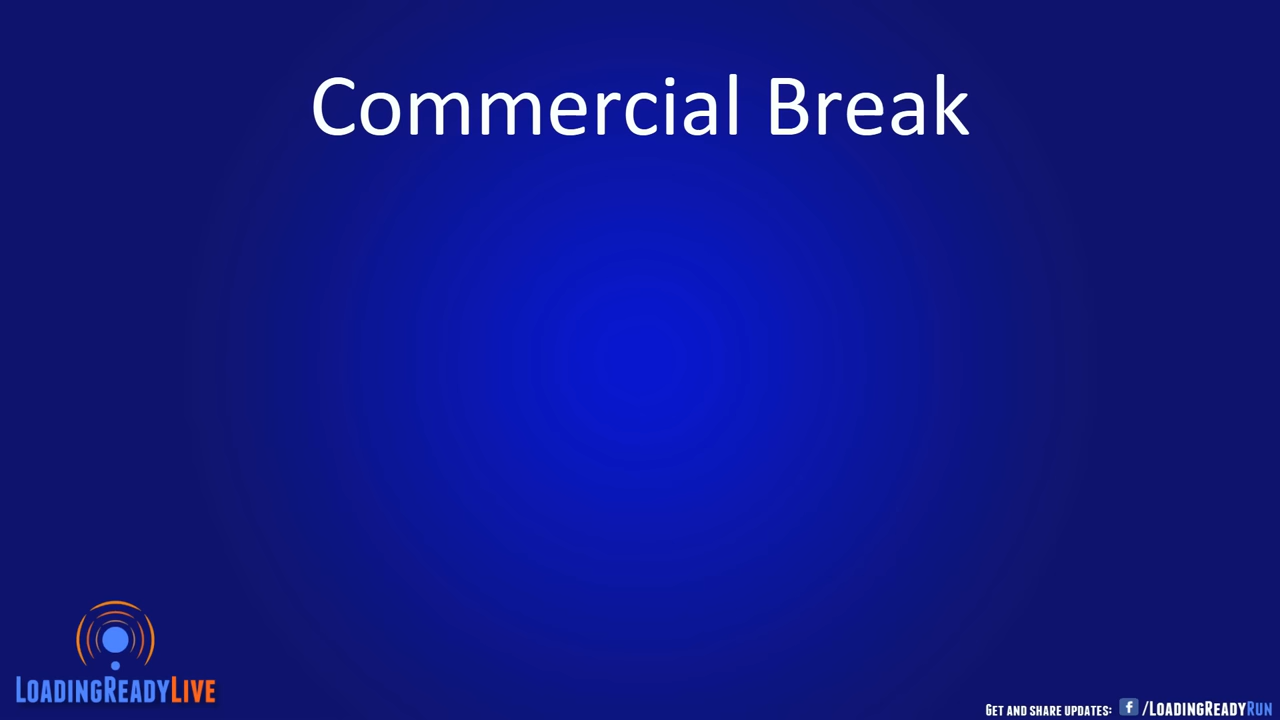 Commercial Break
LOADINGREADYLIVE
GET AND SHARE UPDATES: f /LOADINGREADYRUN